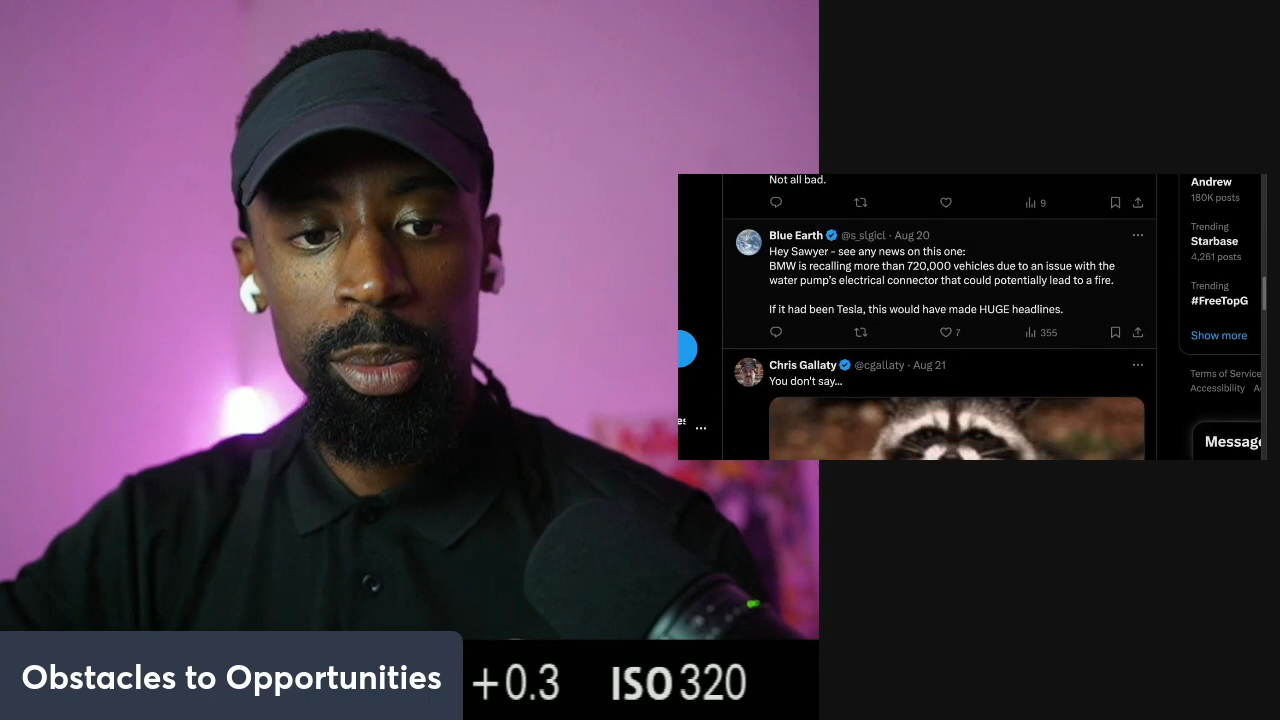 Not all bad.
9
Blue Earth @s_slgicl · Aug 20
Hey Sawyer - see any news on this one:
BMW is recalling more than 720,000 vehicles due to an issue with the
water pump's electrical connector that could potentially lead to a fire.
If it had been Tesla, this would have made HUGE headlines.
7 355
Chris Gallaty @cgallaty · Aug 21
You don't say...
Andrew
180K posts
Trending
Starbase
4,261 posts
Trending
#FreeTopG
Show more
Terms of Service
Accessibility
Message
Obstacles to Opportunities
+0.3 ISO 320